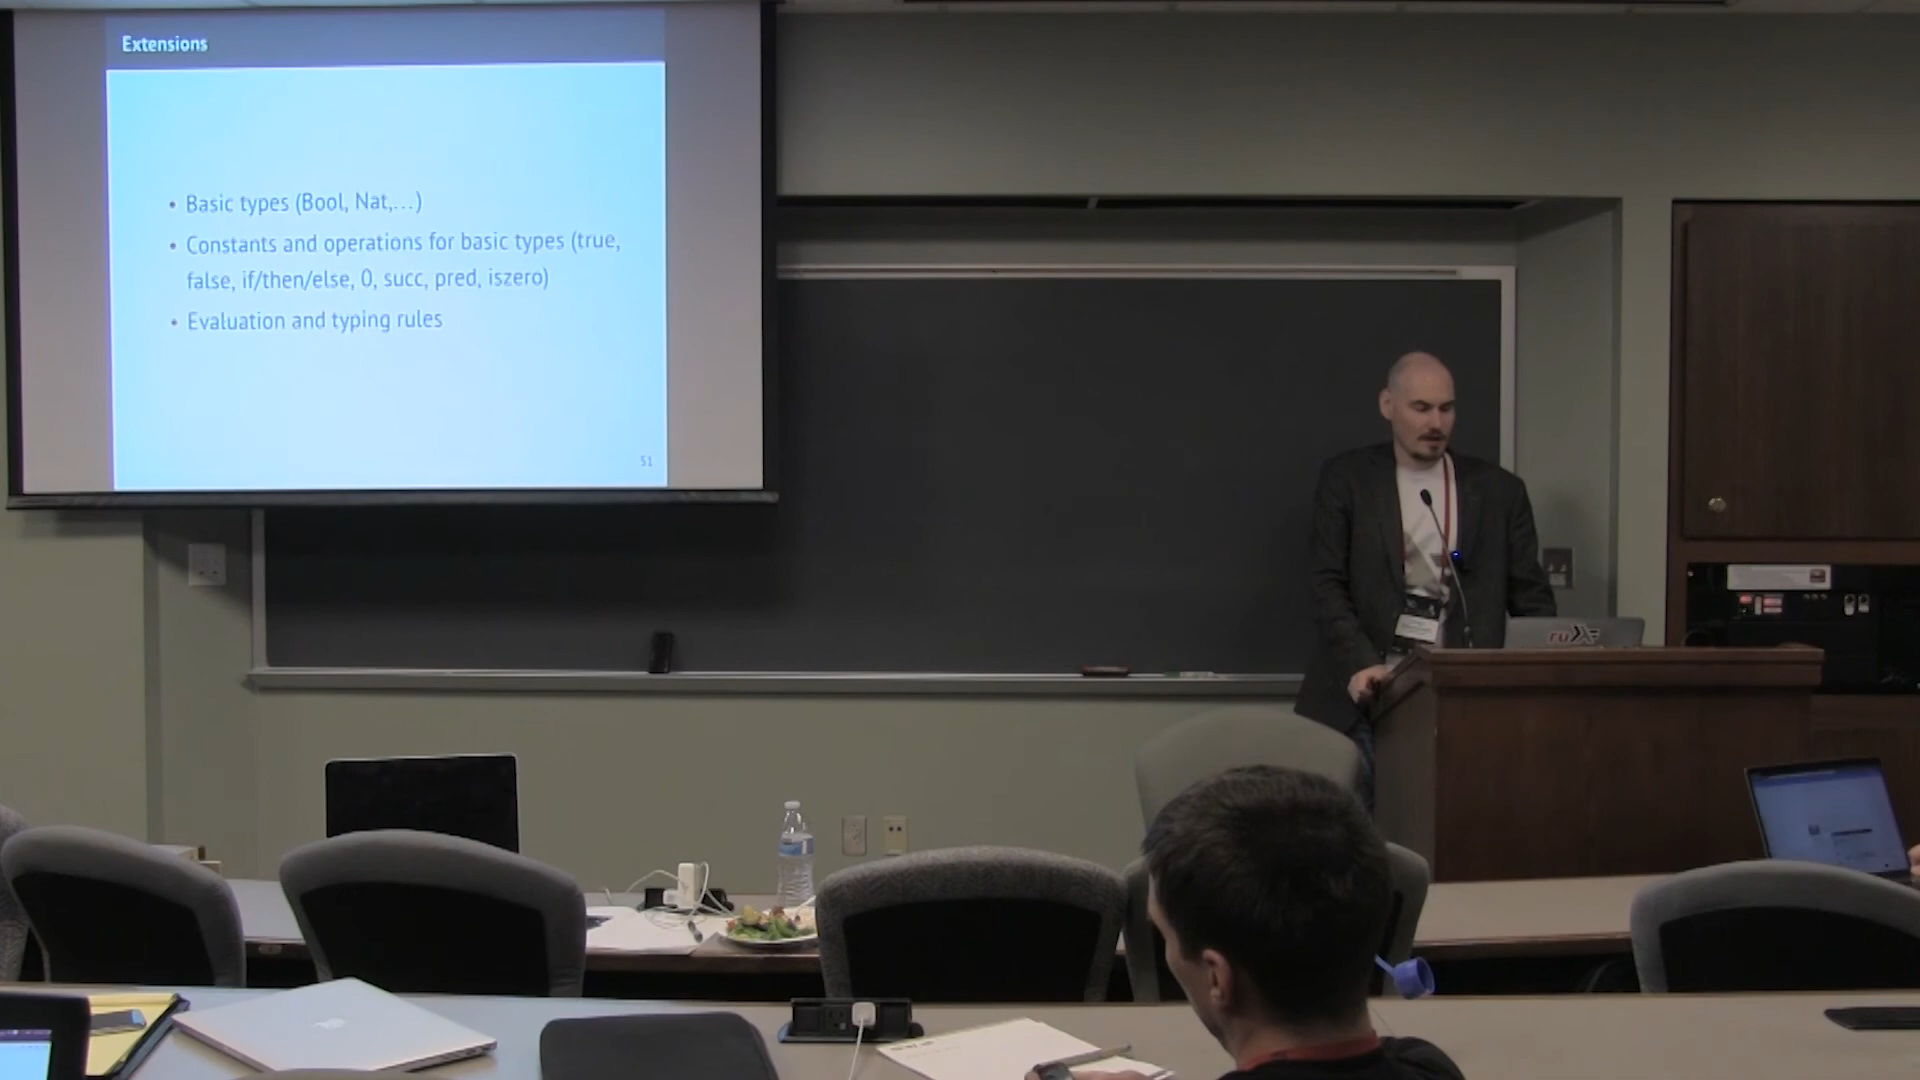 Extensions
• Basic types (Bool, Nat,...)
• Constants and operations for basic types (true,
false, if/then/else, 0, succ, pred, iszero)
• Evaluation and typing rules
51
ru